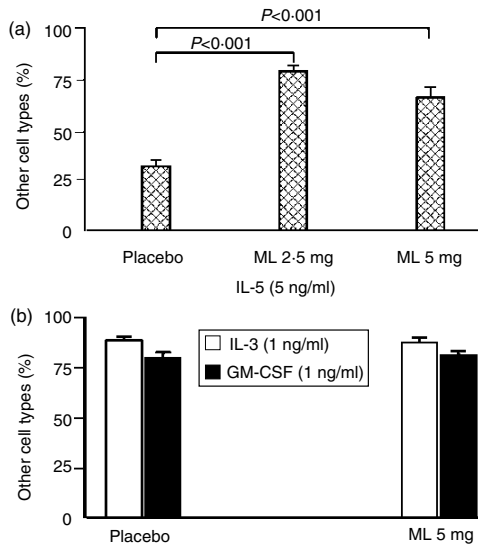 (a)
P<0·001
P<0·001
Other cell types (%)
100
75
50
25
0
Placebo ML 2·5 mg ML 5 mg
IL-5 (5 ng/ml)
(b)
Other cell types (%)
100
75
50
25
0
IL-3 (1 ng/ml)
GM-CSF (1 ng/ml)
Placebo ML 5 mg